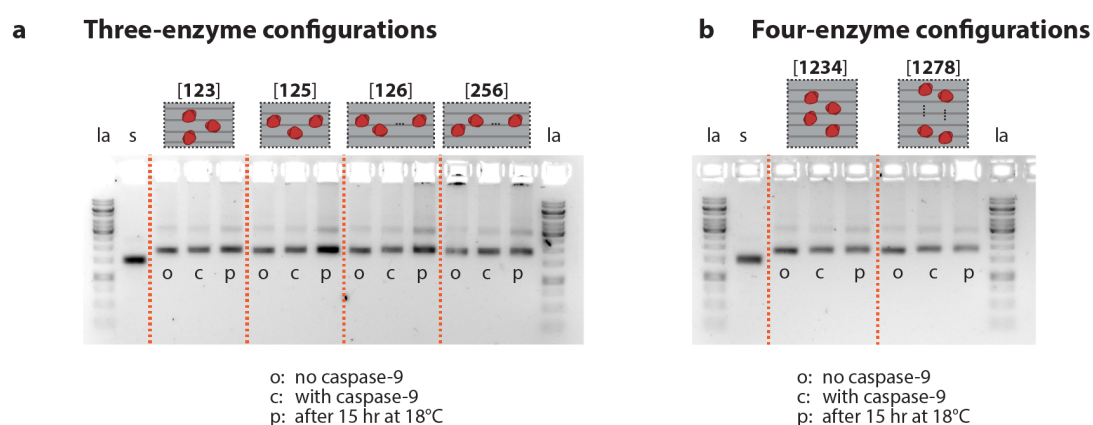 a Three-enzyme configurations
[123] [125] [126] [256]
la s la
o c p o c p o c p o c p
o: no caspase-9
c: with caspase-9
p: after 15 hr at 18°C
b Four-enzyme configurations
[1234] [1278]
la s la
o c p o c p
o: no caspase-9
c: with caspase-9
p: after 15 hr at 18°C